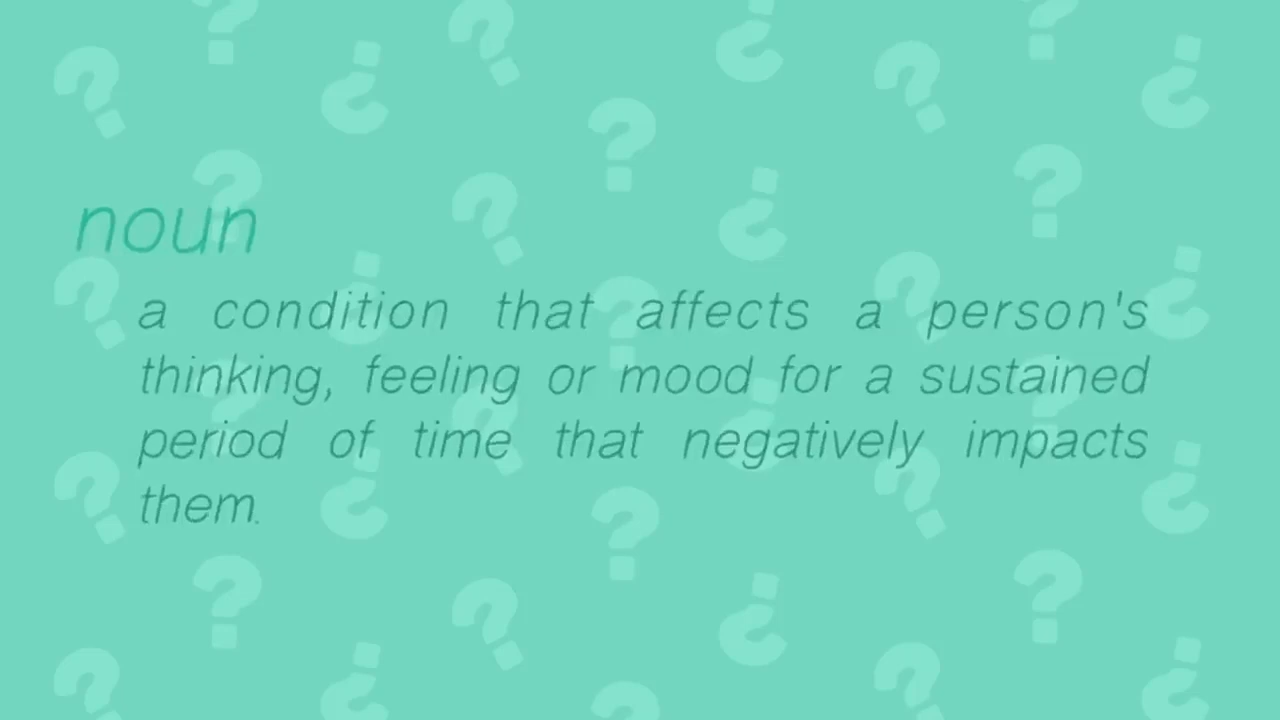 noun
a condition that affects a person's
thinking, feeling or mood for a sustained
period of time that negatively impacts
them.